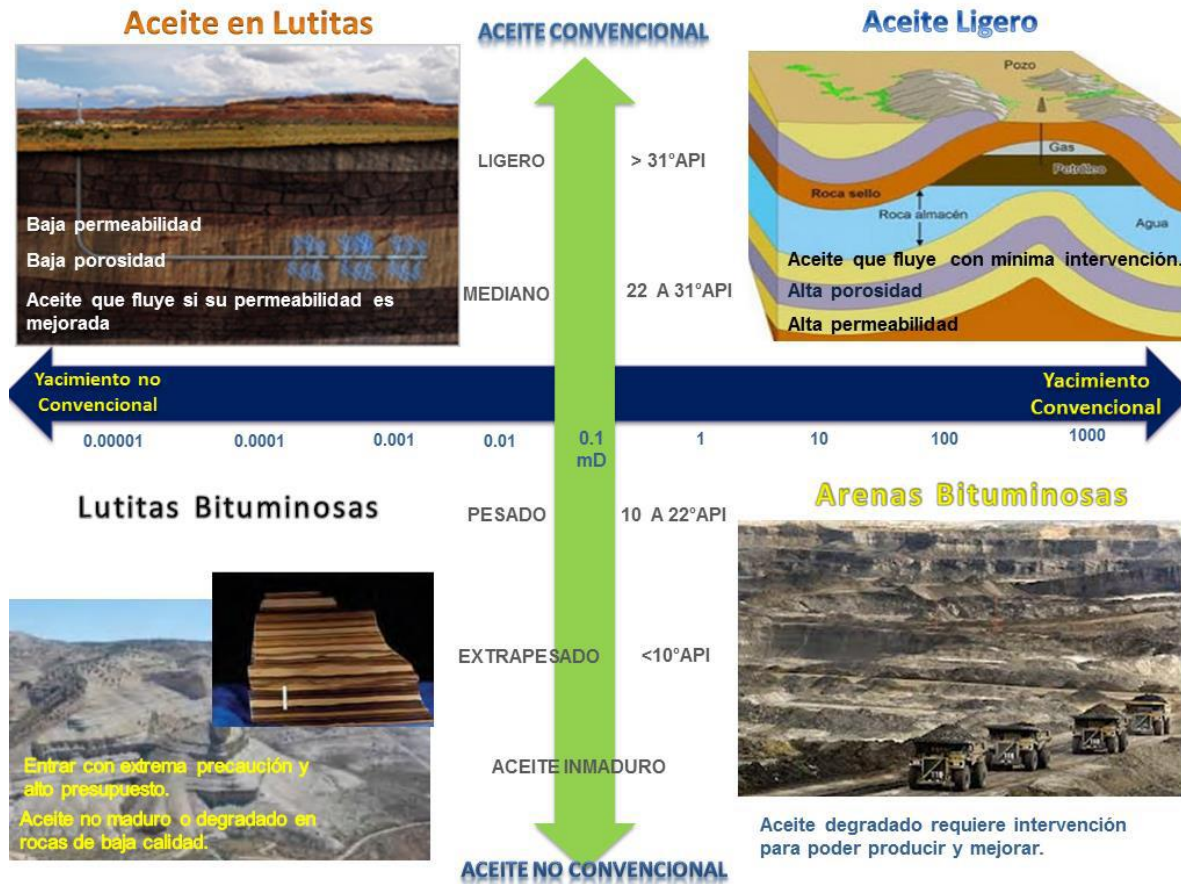 Aceite en Lutitas
ACEITE CONVENCIONAL
Aceite Ligero
Pozo
Gas
Petróleo
Roca sello
Roca almacén
Agua
Aceite que fluye con mínima intervención.
Alta porosidad
Alta permeabilidad
Baja permeabilidad
Baja porosidad
Aceite que fluye si su permeabilidad es
mejorada
LIGERO > 31°API
MEDIANO 22 A 31°API
Yacimiento no
Convencional
Yacimiento
Convencional
0.00001 0.0001 0.001 0.01 0.1 1 10 100 1000
mD
Lutitas Bituminosas
PESADO 10 A 22°API
Arenas Bituminosas
EXTRAPESADO <10°API
ACEITE INMADURO
Entrar con extrema precaución y
alto presupuesto.
Aceite no maduro o degradado en
rocas de baja calidad.
Aceite degradado requiere intervención
para poder producir y mejorar.
ACEITE NO CONVENCIONAL